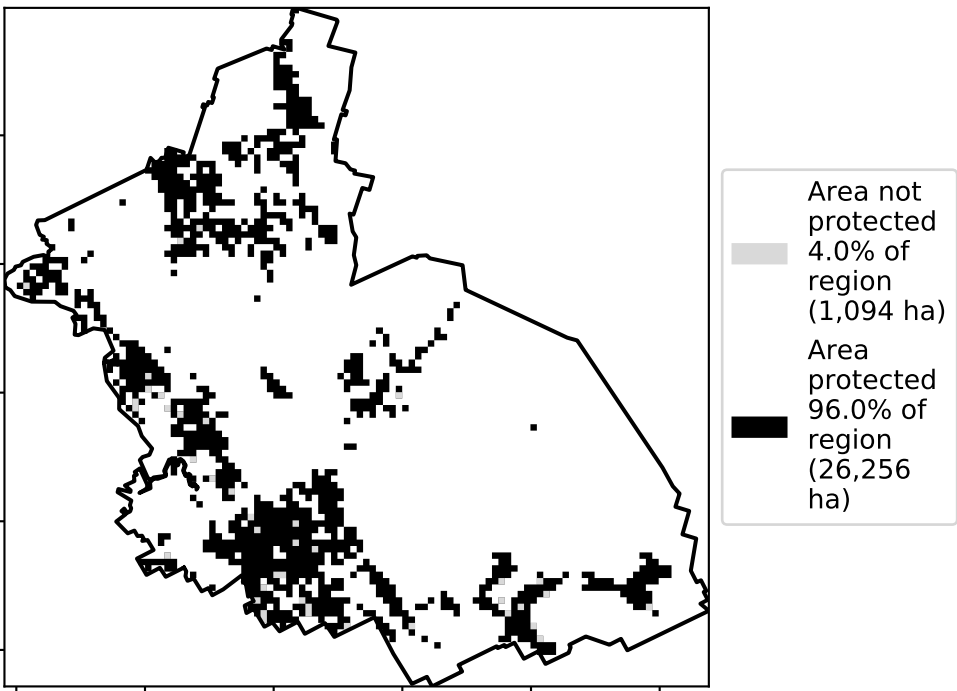 Area not
protected
4.0% of
region
(1,094 ha)
Area
protected
96.0% of
region
(26,256
ha)